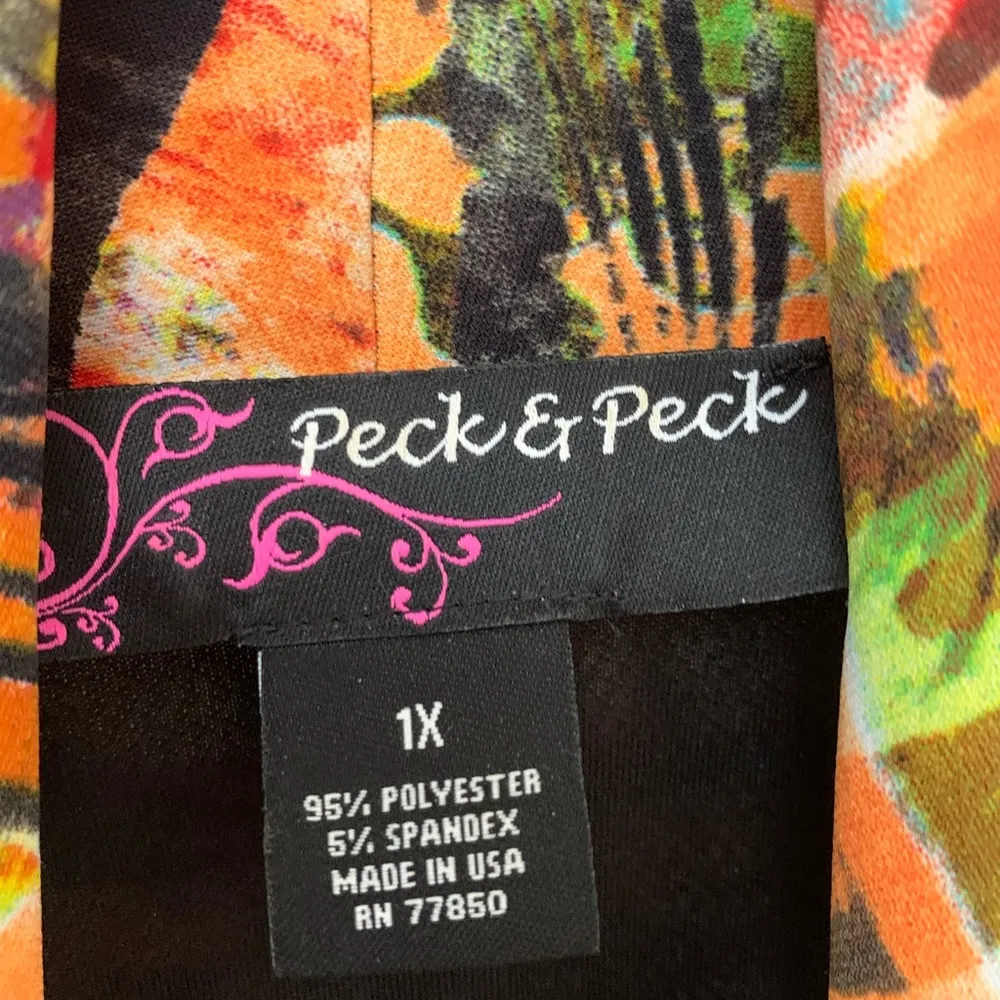 Peck & Peck
1X
95% POLYESTER
5% SPANDEX
MADE IN USA
RN 77850